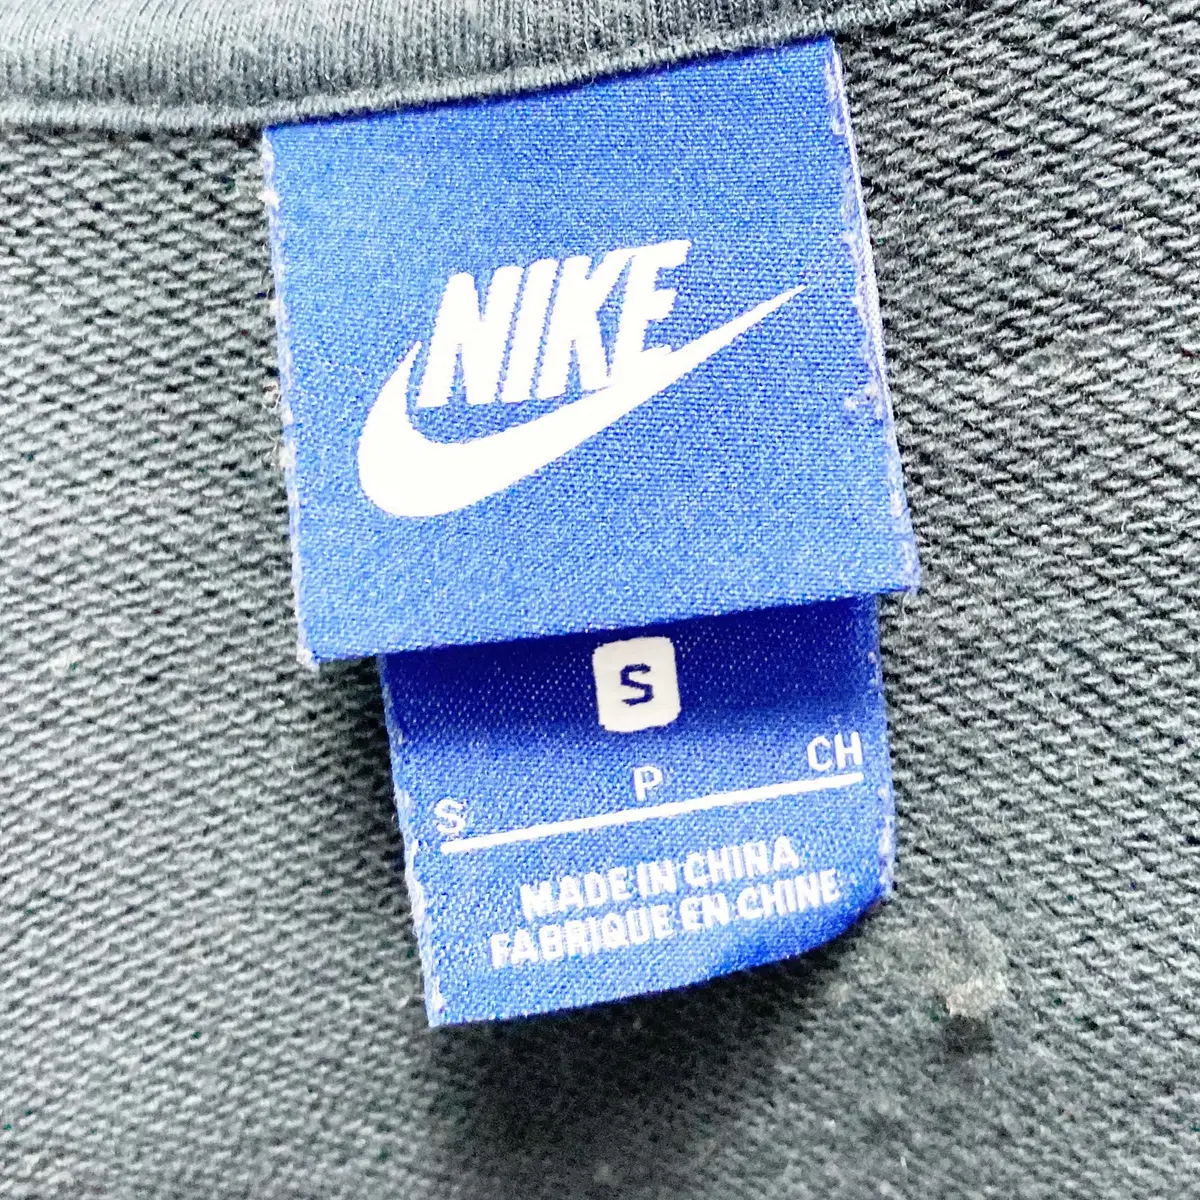 NIKE
S
S P CH
MADE IN CHINA
FABRIQUE EN CHINE